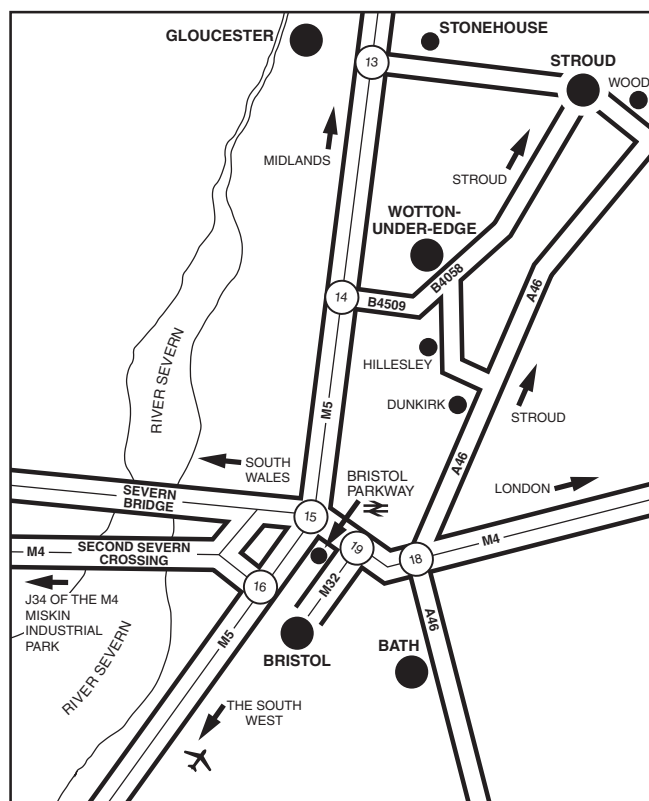 GLOUCESTER
STONEHOUSE
13
STROUD
WOOD
MIDLANDS
STROUD
WOTTON-
UNDER-EDGE
B4058
A46
14
B4509
RIVER SEVERN
HILLESLEY
M5
DUNKIRK
STROUD
A46
SOUTH
WALES
BRISTOL
PARKWAY
LONDON
SEVERN
BRIDGE
15
19
18
M4
M4
SECOND SEVERN
CROSSING
16
M32
J34 OF THE M4
MISKIN
INDUSTRIAL
PARK
M5
A46
BRISTOL
BATH
RIVER SEVERN
THE SOUTH
WEST